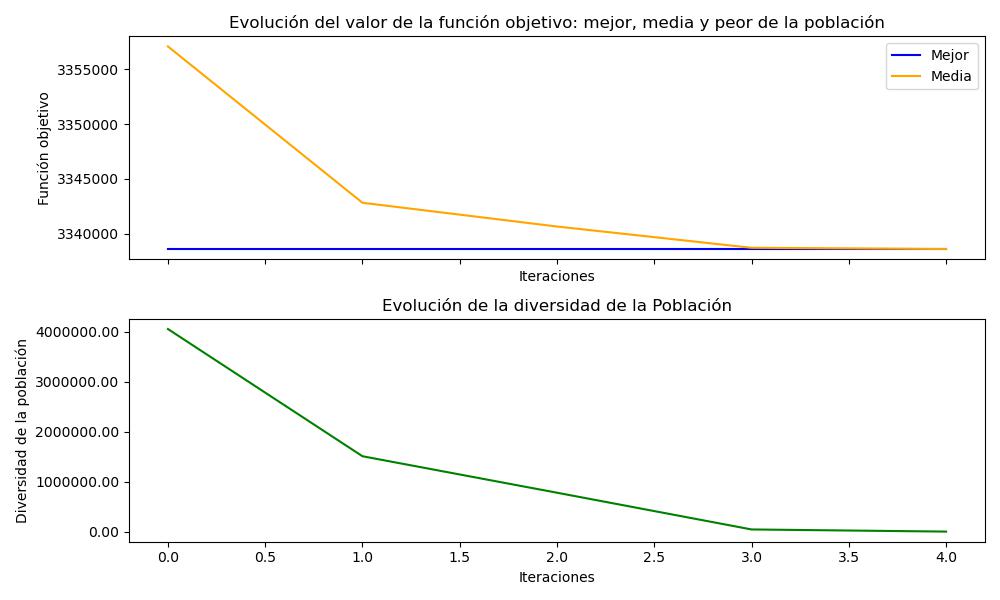 Evolución del valor de la función objetivo: mejor, media y peor de la población
Mejor
Media
3355000
3350000
3345000
3340000
Función objetivo
Iteraciones
Evolución de la diversidad de la Población
4000000.00
3000000.00
2000000.00
1000000.00
0.00
Diversidad de la población
0.0 0.5 1.0 1.5 2.0 2.5 3.0 3.5 4.0
Iteraciones